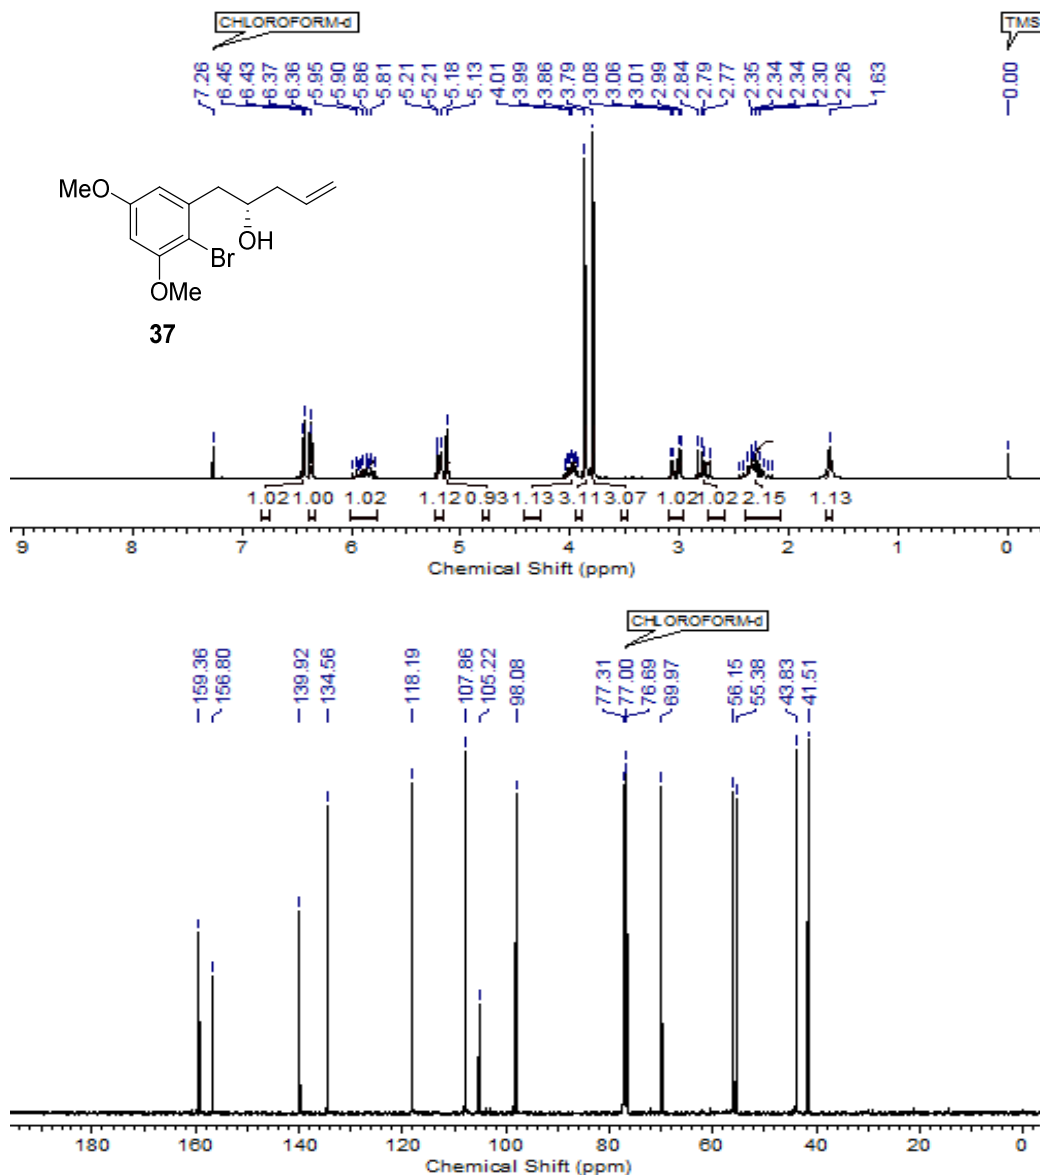 CHLOROFORM-d
TMS
7.26 6.45 6.43 6.37 6.36 5.95 5.90 5.86 5.81 5.21 5.21 5.18 5.13 4.01 3.99 3.86 3.79 3.08 3.06 3.01 2.99 2.84 2.79 2.77 2.35 2.34 2.34 2.30 2.26 1.63 0.00
MeO
OH
Br
OMe
37
1.02 1.00 1.02 1.12 0.93 1.13 3.11 3.07 1.02 1.02 2.15 1.13
9 8 7 6 5 4 3 2 1 0
Chemical Shift (ppm)
CHLOROFORM-d
159.36 156.80 139.92 134.56 118.19 107.86 105.22 98.08 77.31 77.00 76.69 69.97 56.15 55.38 43.83 41.51
180 160 140 120 100 80 60 40 20 0
Chemical Shift (ppm)